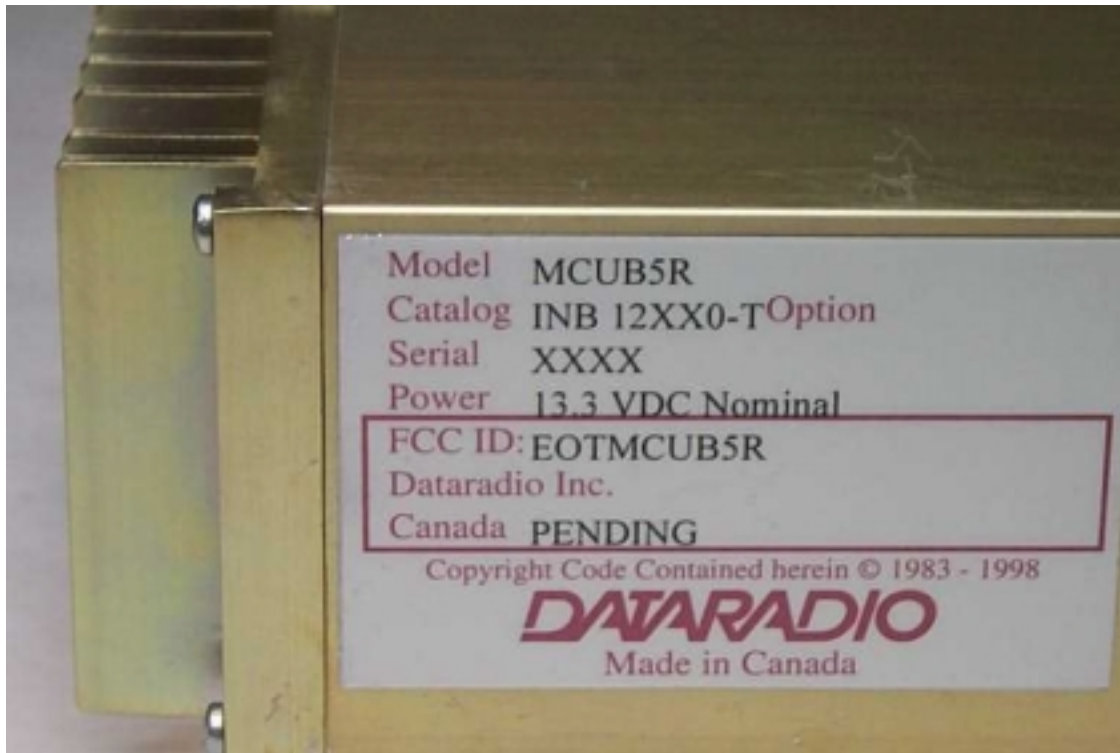 Model MCUB5R
Catalog INB 12XX0-T Option
Serial XXXX
Power 13.3 VDC Nominal
FCC ID: EOTMCUB5R
Dataradio Inc.
Canada PENDING
Copyright Code Contained herein © 1983 - 1998
DATARADIO
Made in Canada